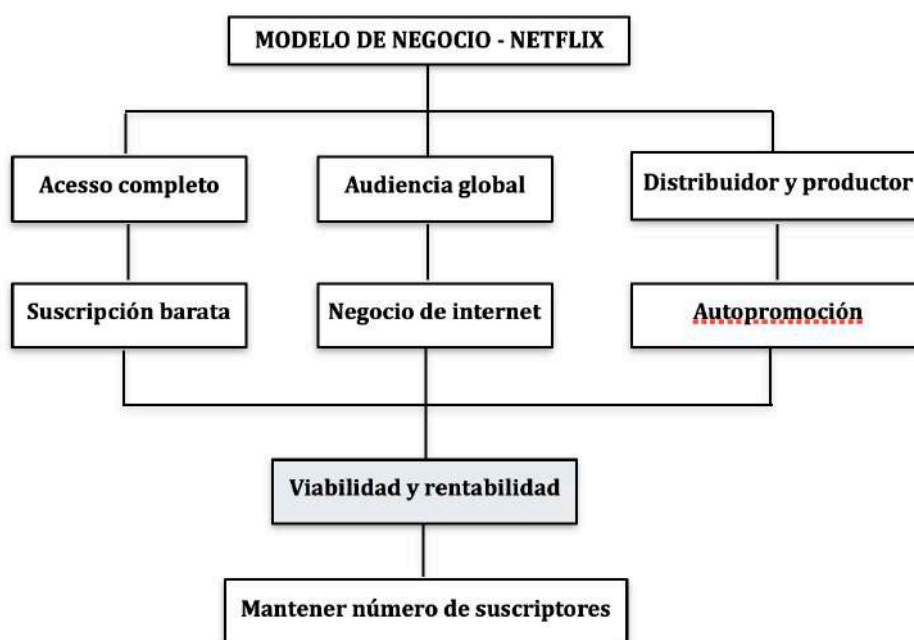 MODELO DE NEGOCIO - NETFLIX
Acesso completo
Audiencia global
Distribuidor y productor
Suscripción barata
Negocio de internet
Autopromoción
Viabilidad y rentabilidad
Mantener número de suscriptores